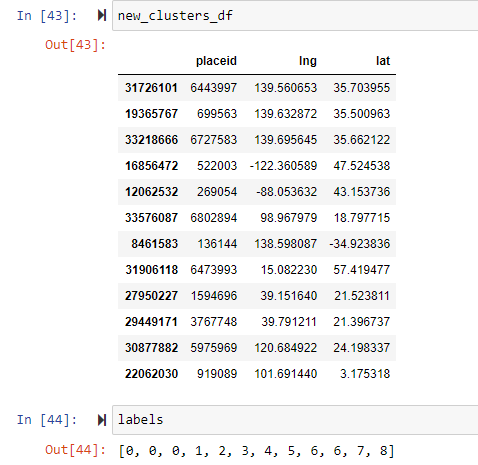 In [43]: new_clusters_df
Out[43]:
placeid lng lat
31726101 6443997 139.560653 35.703955
19365767 699563 139.632872 35.500963
33218666 6727583 139.695645 35.662122
16856472 522003 -122.360589 47.524538
12062532 269054 -88.053632 43.153736
33576087 6802894 98.967979 18.797715
8461583 136144 138.598087 -34.923836
31906118 6473993 15.082230 57.419477
27950227 1594696 39.151640 21.523811
29449171 3767748 39.791211 21.396737
30877882 5975969 120.684922 24.198337
22062030 919089 101.691440 3.175318
In [44]: labels
Out[44]: [0, 0, 0, 1, 2, 3, 4, 5, 6, 6, 7, 8]